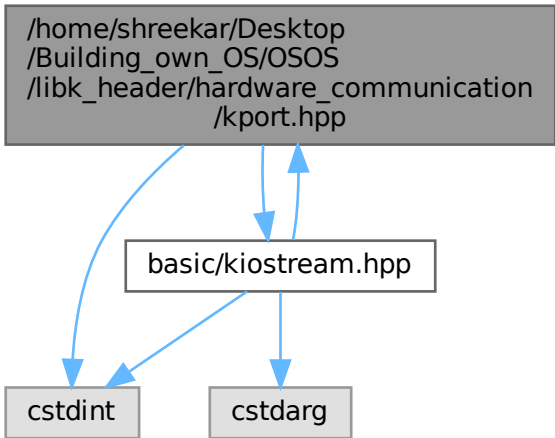 /home/shreekar/Desktop
/Building_own_OS/OSOS
/libk_header/hardware_communication
/kport.hpp
basic/kiostream.hpp
cstdint
cstdarg